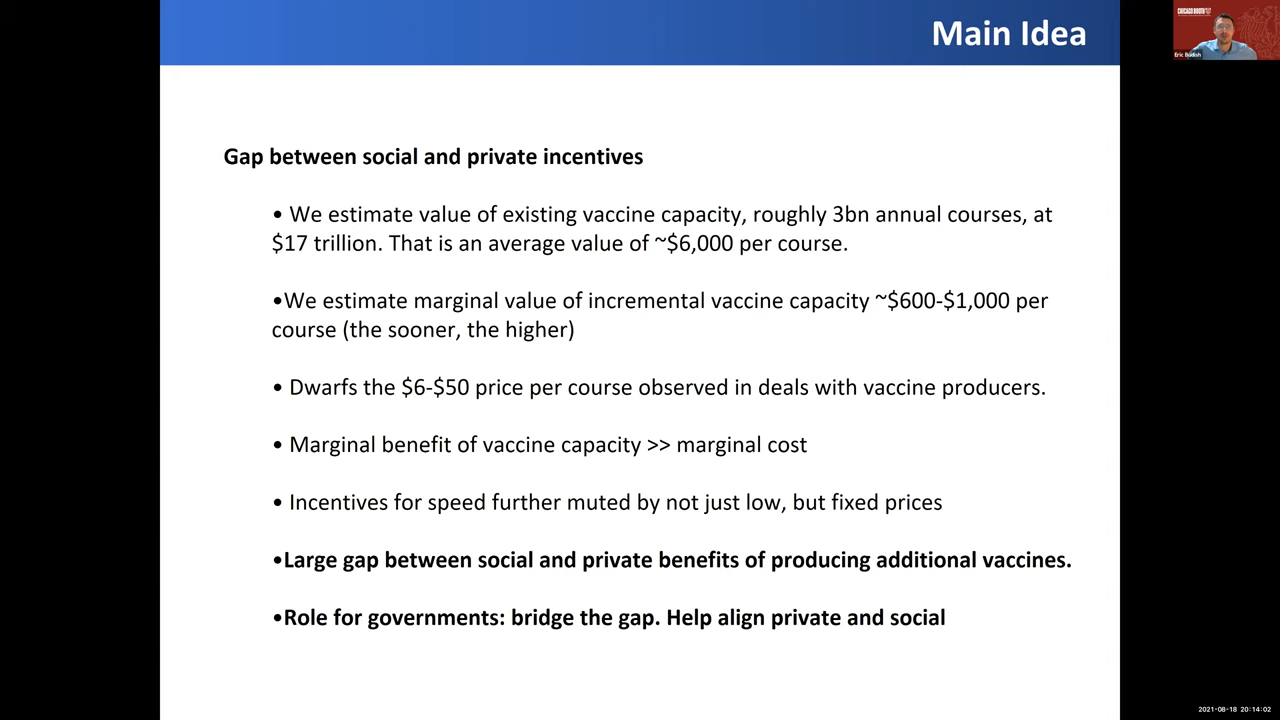 Main Idea
CHICAGO BOOTH
Eric Budish
Gap between social and private incentives
• We estimate value of existing vaccine capacity, roughly 3bn annual courses, at
$17 trillion. That is an average value of ~$6,000 per course.
•We estimate marginal value of incremental vaccine capacity ~$600-$1,000 per
course (the sooner, the higher)
• Dwarfs the $6-$50 price per course observed in deals with vaccine producers.
• Marginal benefit of vaccine capacity >> marginal cost
• Incentives for speed further muted by not just low, but fixed prices
•Large gap between social and private benefits of producing additional vaccines.
•Role for governments: bridge the gap. Help align private and social
2021-08-18 20:14:02